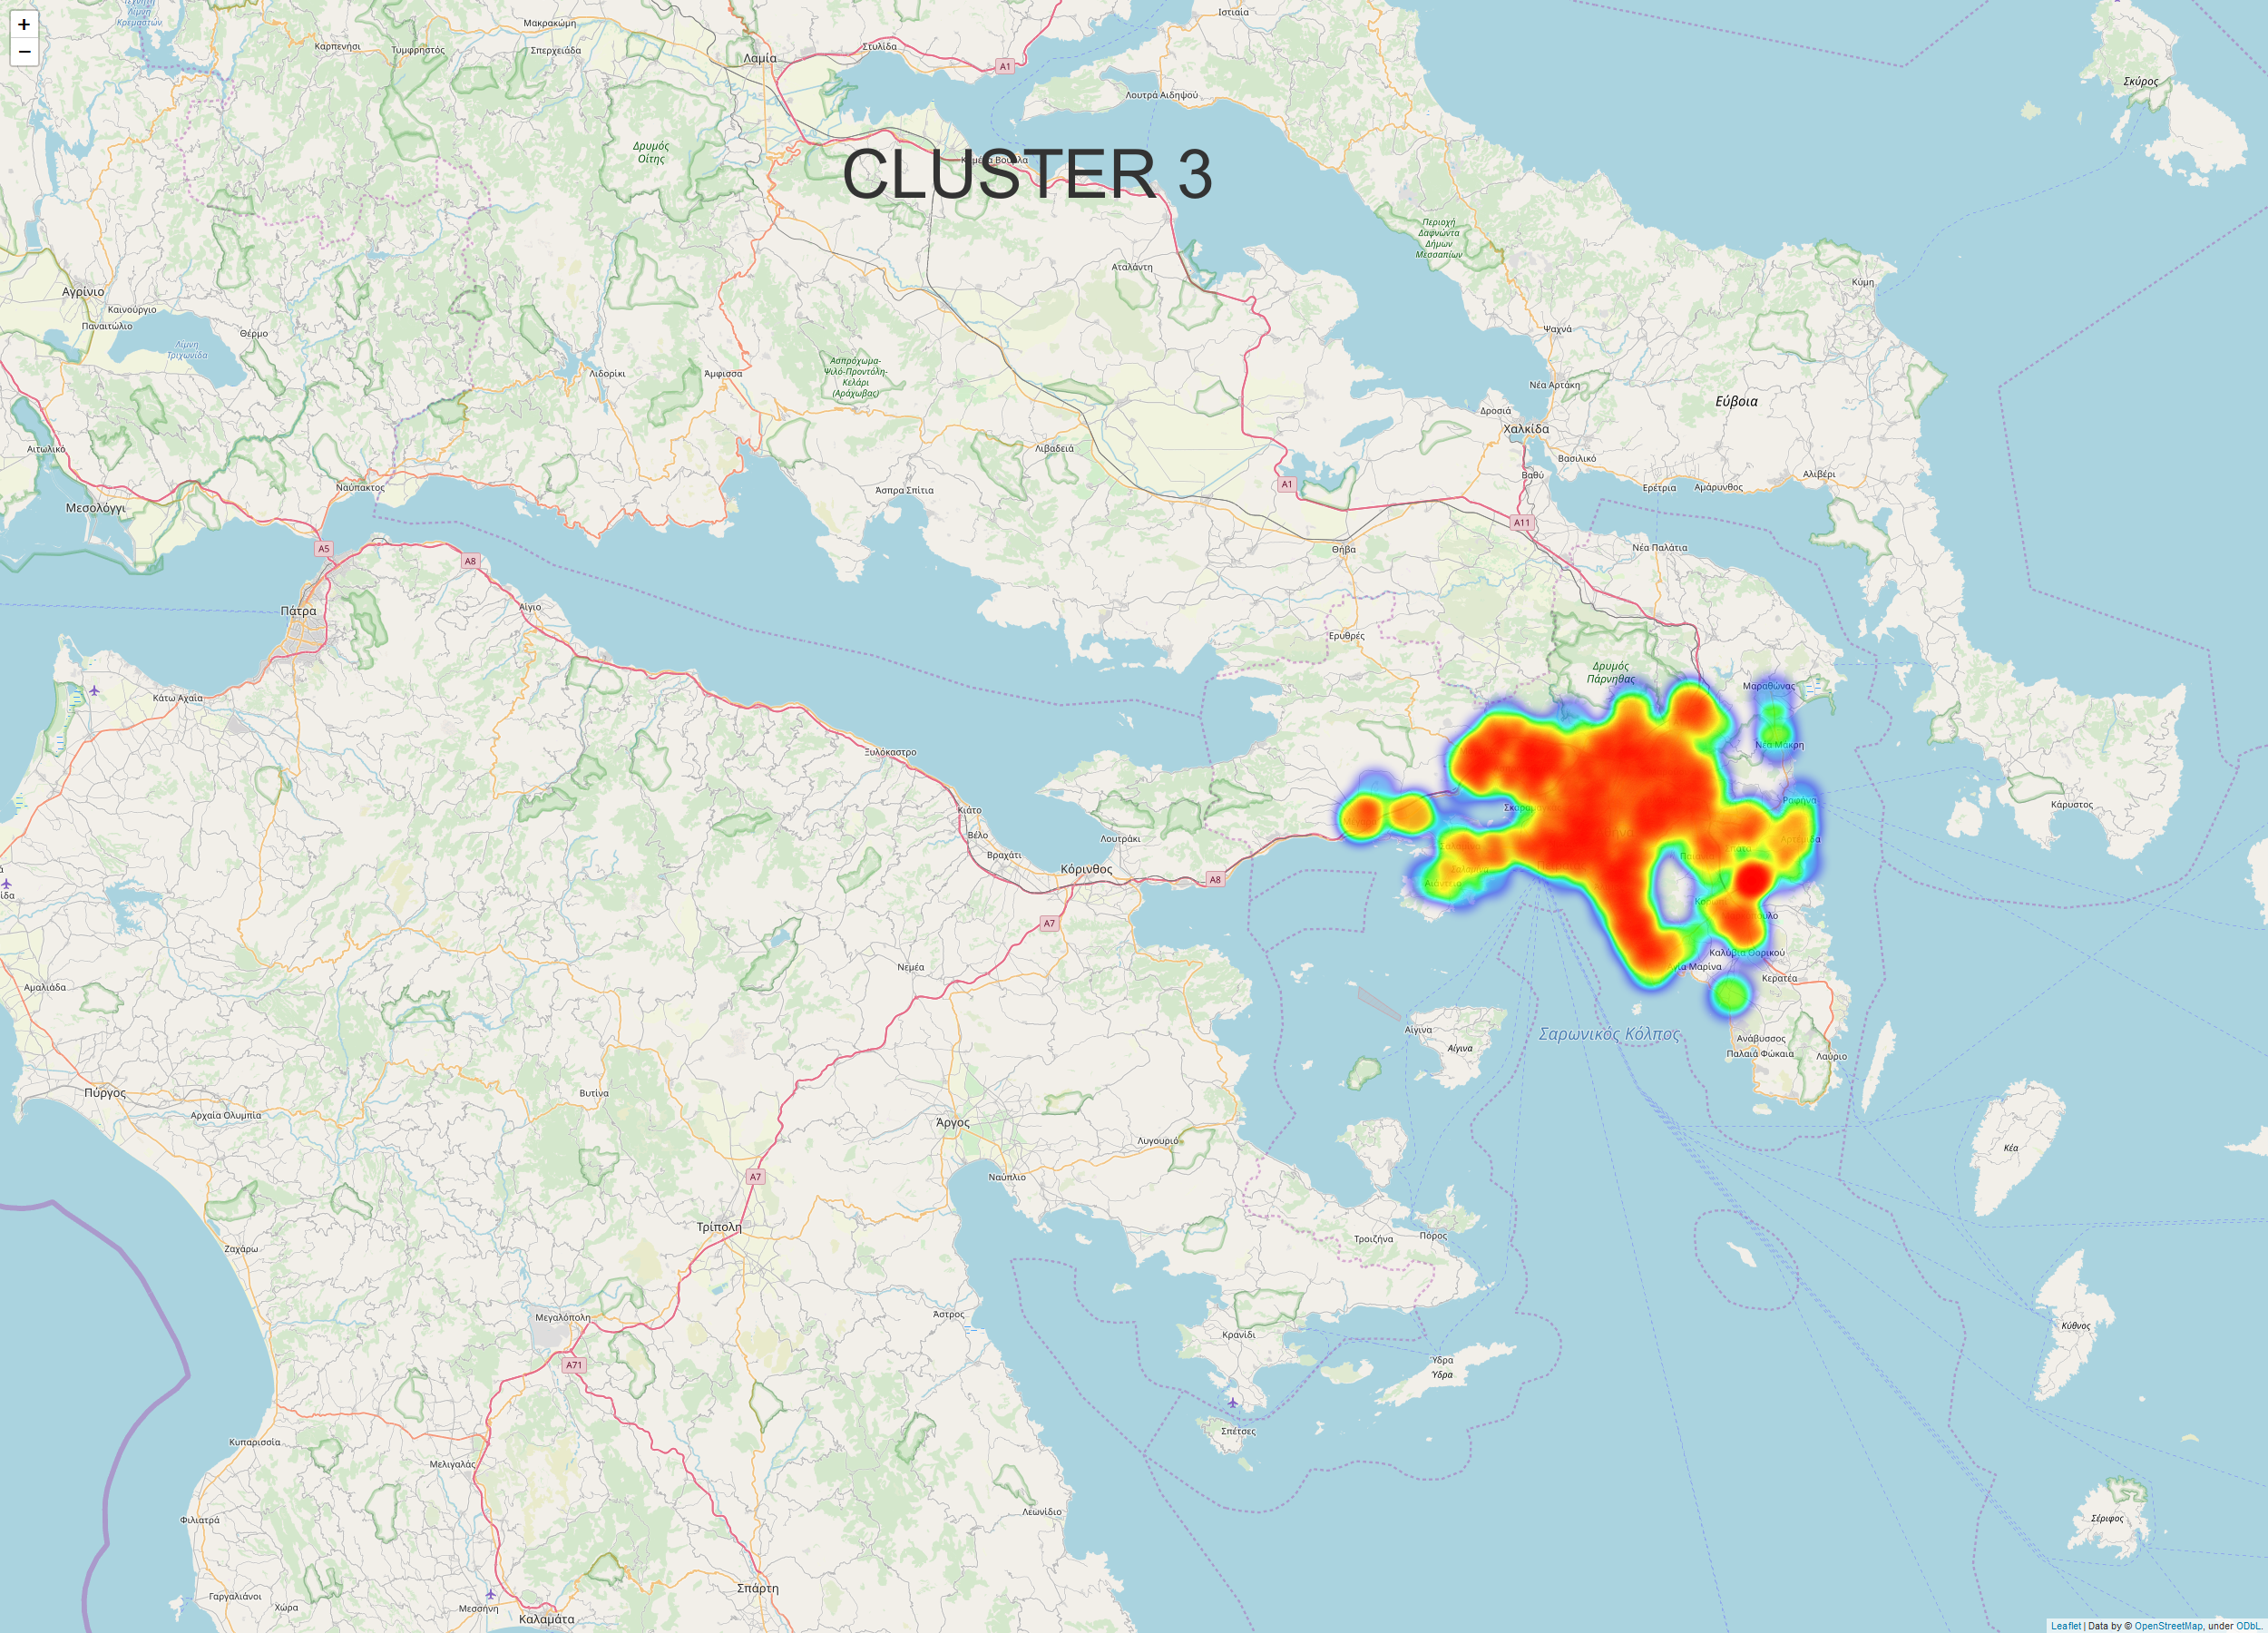 +
−
Καρπενήσι
Τυμφρηστός
Μακρακώμη
Σπερχειάδα
Λαμία
Στυλίδα
A1
Ιστιαία
Λουτρά Αιδηψού
Σκύρος
Δρυμός
Οίτης
CLUSTER 3
Περιοχή
Δαφνώντα
Δήμων
Μεσσαπίων
Αταλάντη
Κύμη
Αγρίνιο
Καινούργιο
Παναιτώλιο
Θέρμο
Λίμνη
Τριχωνίδα
Ψαχνά
Λιδορίκι
Άμφισσα
Ασπρόχωμα-
Ψιλό-Προντόλη-
Κελάρι
(Αράχωβας)
Νέα Αρτάκη
Εύβοια
Δροσιά
Χαλκίδα
Αιτωλικό
Λιβαδειά
Βασιλικό
Βαθύ
Αλιβέρι
Ναύπακτος
Άσπρα Σπίτια
A1
Ερέτρια
Αμάρυνθος
Μεσολόγγι
A11
A5
A8
Θήβα
Νέα Παλάτια
Πάτρα
Αίγιο
Ερυθρές
Δρυμός
Πάρνηθας
Μαραθώνας
Κάτω Αχαΐα
Νέα Μάκρη
Ξυλόκαστρο
Ραφήνα
Κάρυστος
Κιάτο
Βέλο
Λουτράκι
Βραχάτι
Κόρινθος
A8
A7
Καλύβια Θορικού
Νεμέα
Κερατέα
Αμαλιάδα
Αίγινα
Αίγινα
Σαρωνικός Κόλπος
Ανάβυσσος
Παλαιά Φώκαια
Λαύριο
Πύργος
Αρχαία Ολυμπία
Βυτίνα
Άργος
Λυγουριό
Κέα
A7
Ναύπλιο
Τρίπολη
Τροιζήνα
Πόρος
Ζαχάρω
Μεγαλόπολη
Άστρος
Κρανίδι
Κύθνος
A71
Ύδρα
Ύδρα
Σπέτσες
Κυπαρισσία
Μελιγαλάς
Λεωνίδιο
Φιλιατρά
Σέριφος
Γαργαλιάνοι
Χώρα
Μεσσήνη
Καλαμάτα
Σπάρτη
Leaflet | Data by © OpenStreetMap, under ODbL.